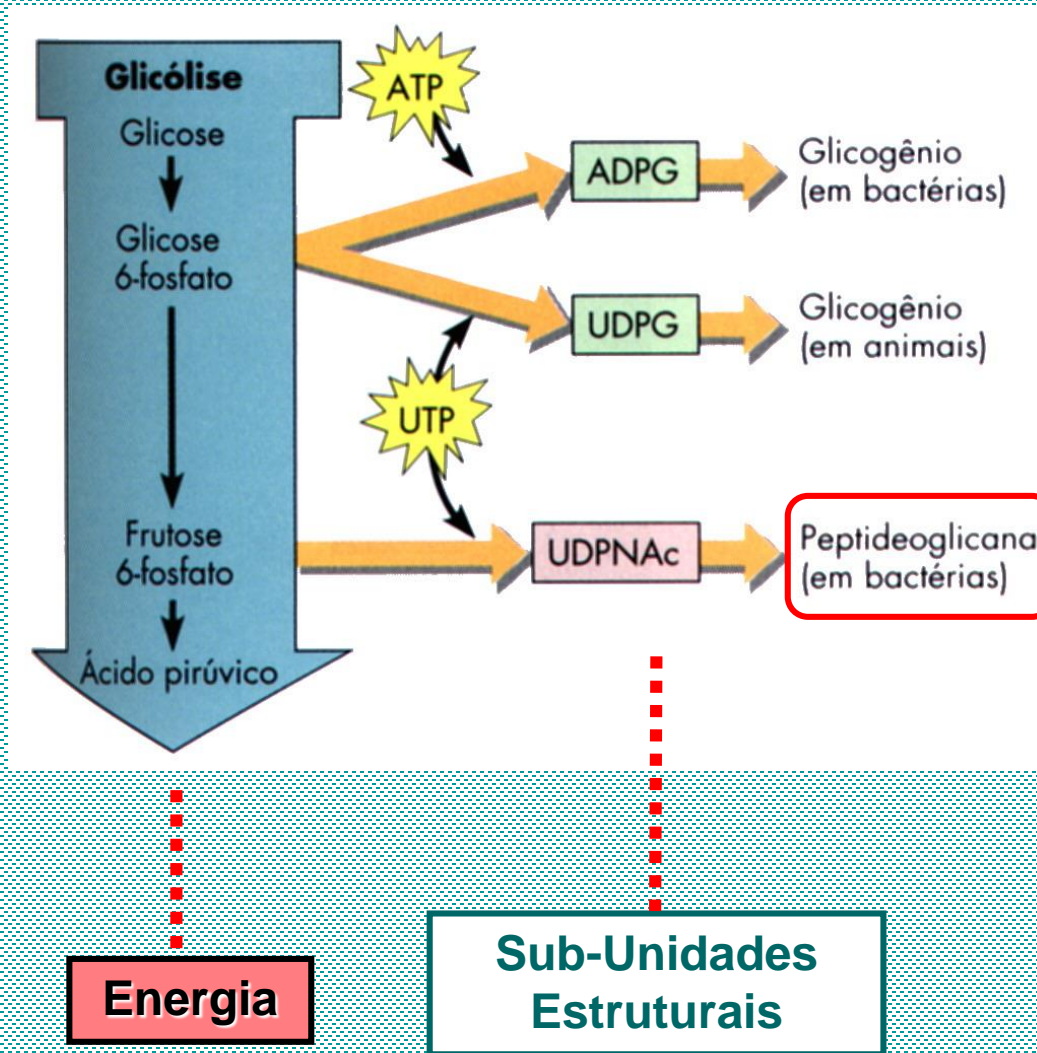 Glicólise
Glicose
Glicose
6-fosfato
Frutose
6-fosfato
Ácido pirúvico
ATP
ADPG
Glicogênio
(em bactérias)
UDPG
Glicogênio
(em animais)
UTP
UDPNAc
Peptideoglicana
(em bactérias)
Energia
Sub-Unidades
Estruturais